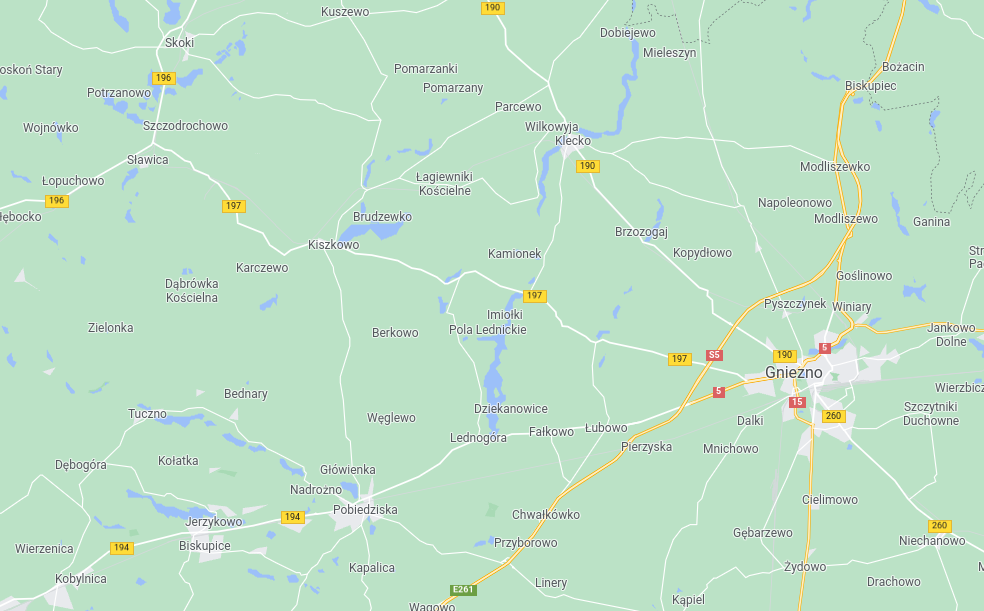 Kuszewo
190
Dobiejewo
Skoki
Mieleszyn
oskoń Stary
Pomarzanki
Bożacin
196
Potrzanowo
Pomarzany
Biskupiec
Parcewo
Wojnówko
Szczodrochowo
Wilkowyja
Kłecko
Sławica
190
Modliszewko
Łopuchowo
Łagiewniki
Kościelne
196
197
Napoleonowo
łębocko
Brudzewko
Modliszewo
Ganina
Brzozogaj
Kiszkowo
Kamionek
Kopydłowo
Str
Pa
Karczewo
Goślinowo
Dąbrówka
Kościelna
197
Pyszczynek
Winiary
Imiołki
Zielonka
Berkowo
Pola Lednickie
Jankowo
Dolne
5
S5
190
197
Gniezno
5
Wierzbicz
Bednary
15
Tuczno
Węglewo
Dziekanowice
260
Szczytniki
Duchowne
Dalki
Lednogóra
Fałkowo
Łubowo
Pierzyska
Mnichowo
Dębogóra
Kołatka
Główienka
Nadrożno
Cielimowo
Pobiedziska
194
Chwałkówko
Jerzykowo
260
Gębarzewo
Wierzenica
194
Biskupice
Przyborowo
Niechanowo
Kapalica
Żydowo
M
Kobylnica
Linery
Drachowo
E261
Wagowo
Kąpiel